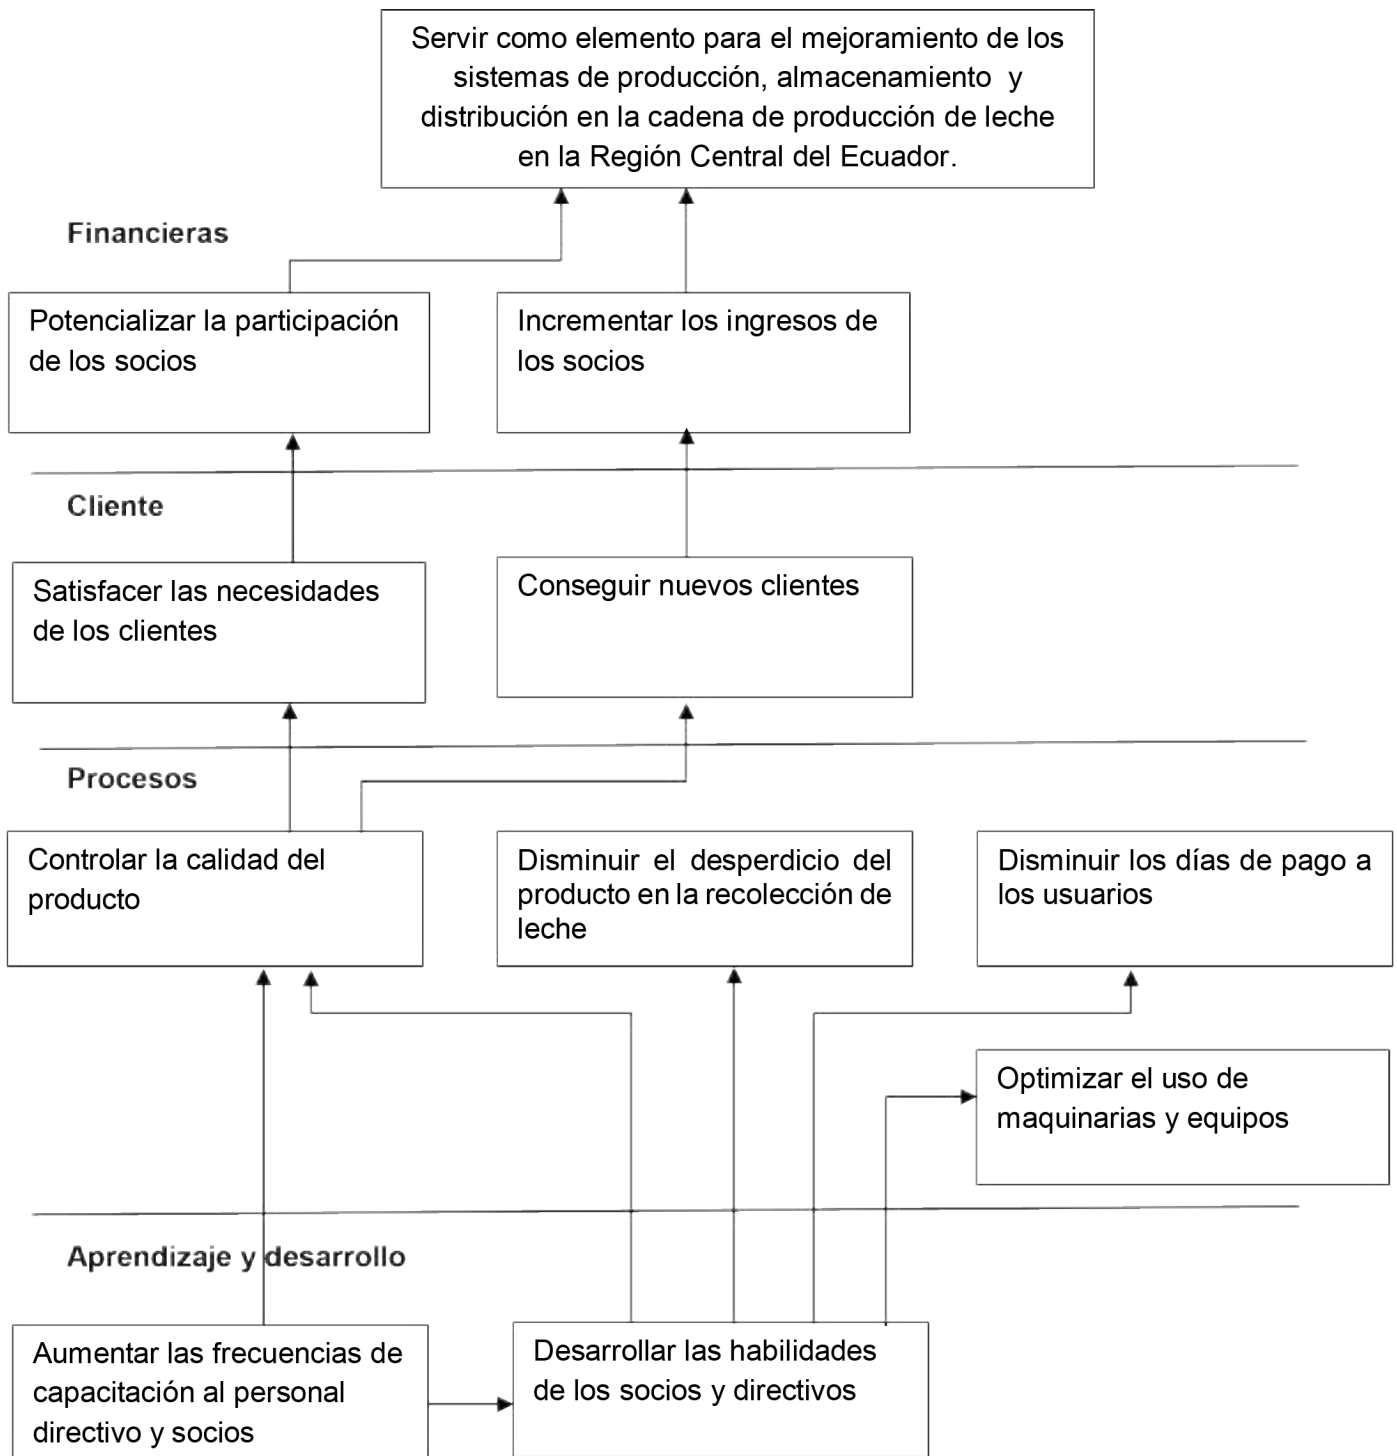 Servir como elemento para el mejoramiento de los
sistemas de producción, almacenamiento y
distribución en la cadena de producción de leche
en la Región Central del Ecuador.
Financieras
Potencializar la participación
de los socios
Incrementar los ingresos de
los socios
Cliente
Satisfacer las necesidades
de los clientes
Conseguir nuevos clientes
Procesos
Controlar la calidad del
producto
Disminuir el desperdicio del
producto en la recolección de
leche
Disminuir los días de pago a
los usuarios
Optimizar el uso de
maquinarias y equipos
Aprendizaje y desarrollo
Aumentar las frecuencias de
capacitación al personal
directivo y socios
Desarrollar las habilidades
de los socios y directivos